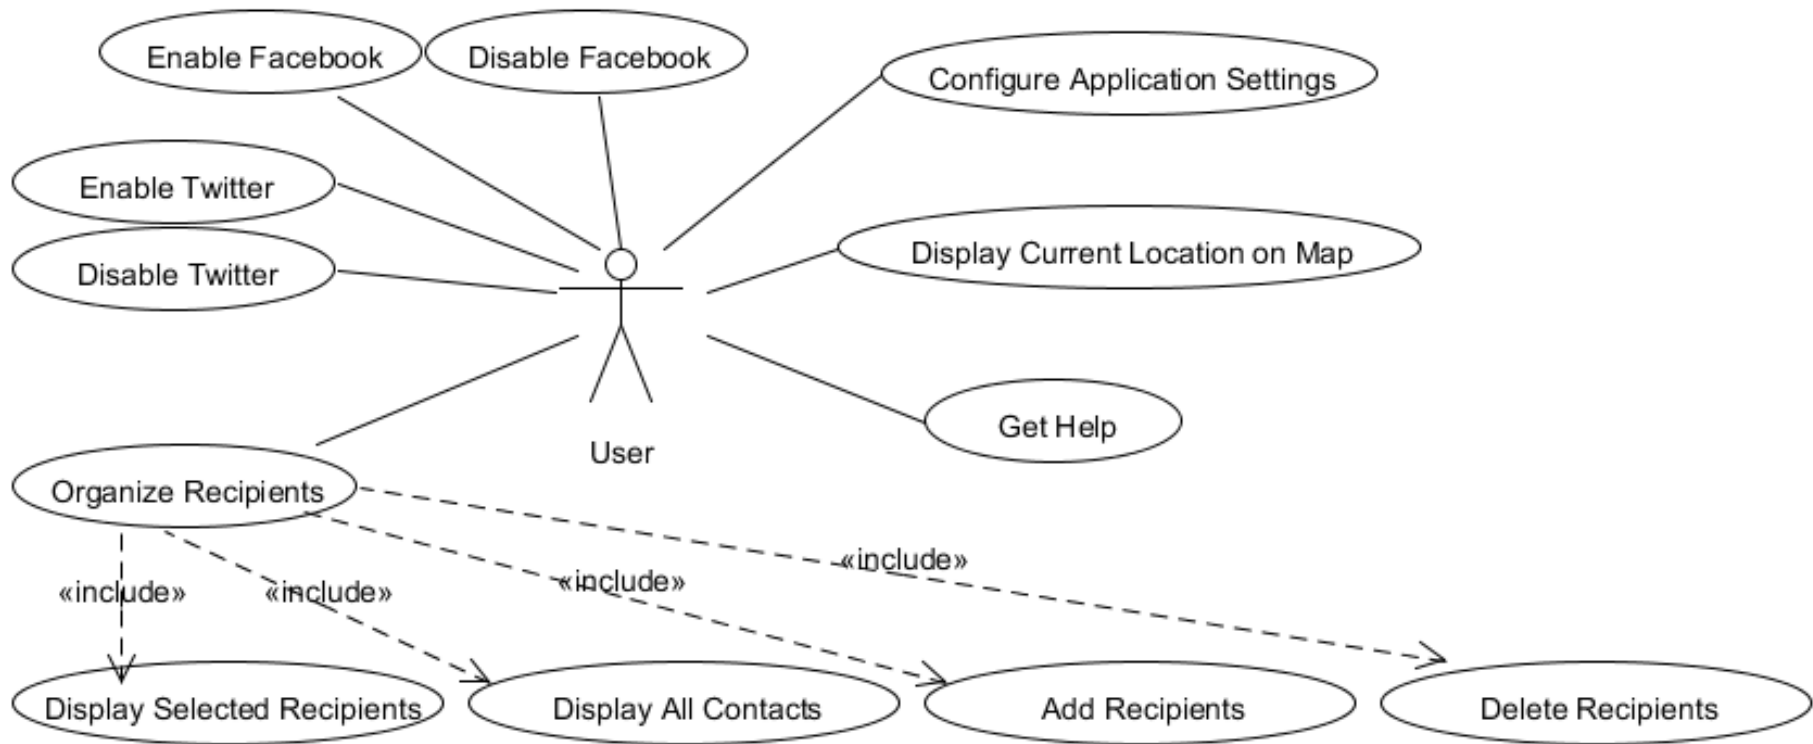 Enable Facebook
Disable Facebook
Configure Application Settings
Enable Twitter
Display Current Location on Map
Disable Twitter
Get Help
User
Organize Recipients
«include»
«include»
«include»
«include»
Display Selected Recipients
Display All Contacts
Add Recipients
Delete Recipients